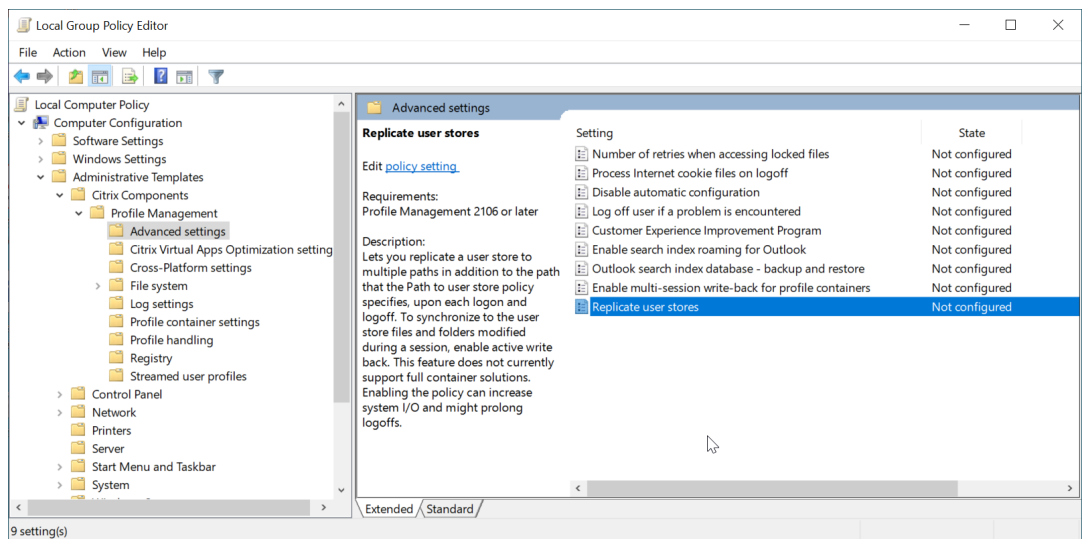 Local Group Policy Editor
File Action View Help
Local Computer Policy
Computer Configuration
Software Settings
Windows Settings
Administrative Templates
Citrix Components
Profile Management
Advanced settings
Citrix Virtual Apps Optimization setting
Cross-Platform settings
File system
Log settings
Profile container settings
Profile handling
Registry
Streamed user profiles
Control Panel
Network
Printers
Server
Start Menu and Taskbar
System
Advanced settings
Replicate user stores
Edit policy setting
Requirements:
Profile Management 2106 or later
Description:
Lets you replicate a user store to
multiple paths in addition to the path
that the Path to user store policy
specifies, upon each logon and
logoff. To synchronize to the user
store files and folders modified
during a session, enable active write
back. This feature does not currently
support full container solutions.
Enabling the policy can increase
system I/O and might prolong
logoffs.
Setting State
Number of retries when accessing locked files Not configured
Process Internet cookie files on logoff Not configured
Disable automatic configuration Not configured
Log off user if a problem is encountered Not configured
Customer Experience Improvement Program Not configured
Enable search index roaming for Outlook Not configured
Outlook search index database - backup and restore Not configured
Enable multi-session write-back for profile containers Not configured
Replicate user stores Not configured
Extended Standard
9 setting(s)